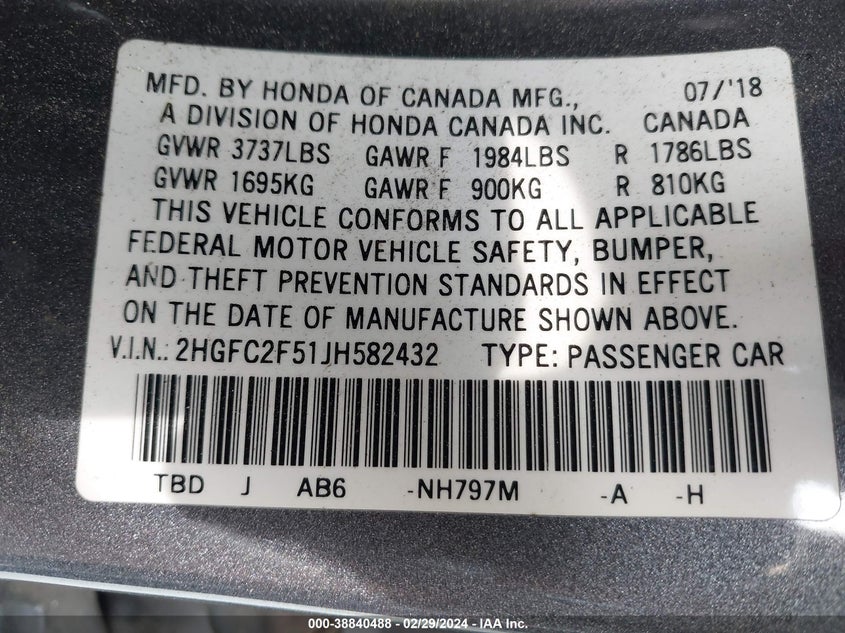 MFD. BY HONDA OF CANADA MFG., 07/'18
A DIVISION OF HONDA CANADA INC. CANADA
GVWR 3737LBS GAWR F 1984LBS R 1786LBS
GVWR 1695KG GAWR F 900KG R 810KG
THIS VEHICLE CONFORMS TO ALL APPLICABLE
FEDERAL MOTOR VEHICLE SAFETY, BUMPER,
AND THEFT PREVENTION STANDARDS IN EFFECT
ON THE DATE OF MANUFACTURE SHOWN ABOVE.
V.I.N.: 2HGFC2F51JH582432 TYPE: PASSENGER CAR
TBD J AB6 -NH797M -A -H
000-38840488 - 02/29/2024 - IAA Inc.